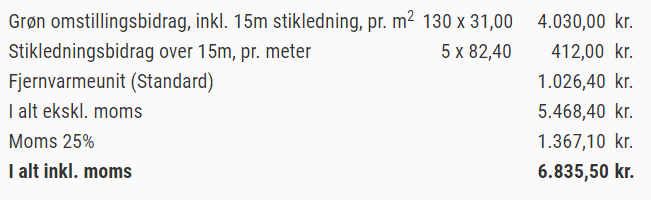 Grøn omstillingsbidrag, inkl. 15m stikledning, pr. m² 130 x 31,00 4.030,00 kr.
Stikledningsbidrag over 15m, pr. meter 5 x 82,40 412,00 kr.
Fjernvarmeunit (Standard) 1.026,40 kr.
I alt ekskl. moms 5.468,40 kr.
Moms 25% 1.367,10 kr.
I alt inkl. moms 6.835,50 kr.